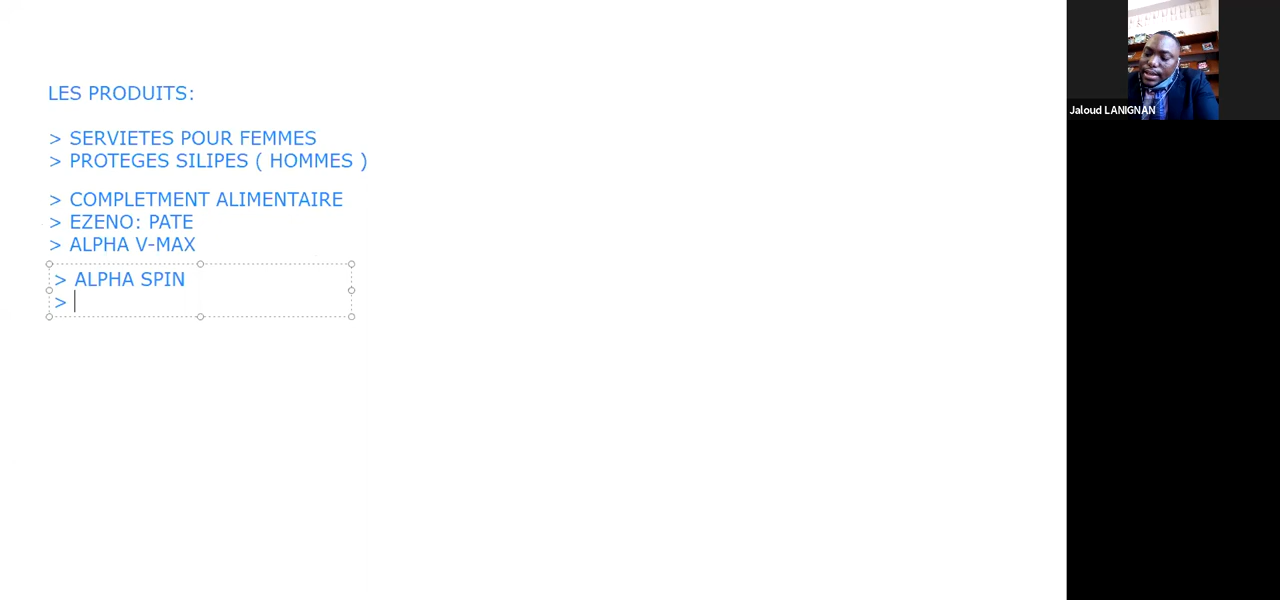 LES PRODUITS:
> SERVIETES POUR FEMMES
> PROTEGES SILIPES ( HOMMES )
> COMPLETMENT ALIMENTAIRE
> EZENO: PATE
> ALPHA V-MAX
> ALPHA SPIN
>
Jaloud LANIGNAN